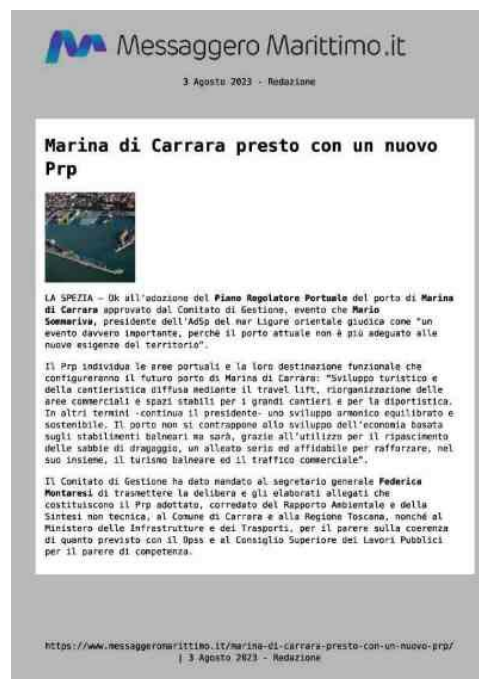 Messaggero Marittimo.it
3 Agosto 2023 - Redazione
Marina di Carrara presto con un nuovo
Prp
LA SPEZIA – Ok all'adozione del Piano Regolatore Portuale del porto di Marina
di Carrara approvato dal Comitato di Gestione, evento che Mario
Sommariva, presidente dell'AdSp del mar Ligure orientale giudica come "un
evento davvero importante, perchè il porto attuale non è più adeguato alle
nuove esigenze del territorio".
Il Prp individua le aree portuali e la loro destinazione funzionale che
configureranno il futuro porto di Marina di Carrara: "Sviluppo turistico e
della cantieristica diffusa mediante il travel lift, riorganizzazione delle
aree commerciali e spazi stabili per i grandi cantieri e per la diportistica.
In altri termini -continua il presidente- uno sviluppo armonico equilibrato e
sostenibile. Il porto non si contrappone allo sviluppo dell'economia basata
sugli stabilimenti balneari ma sarà, grazie all'utilizzo per il ripascimento
delle sabbie di dragaggio, un alleato serio ed affidabile per rafforzare, nel
suo insieme, il turismo balneare ed il traffico commerciale".
Il Comitato di Gestione ha dato mandato al segretario generale Federica
Montaresi di trasmettere la delibera e gli elaborati allegati che
costituiscono il Prp adottato, corredato del Rapporto Ambientale e della
Sintesi non tecnica, al Comune di Carrara e alla Regione Toscana, nonché al
Ministero delle Infrastrutture e dei Trasporti, per il parere sulla coerenza
di quanto previsto con il Dpss e al Consiglio Superiore dei Lavori Pubblici
per il parere di competenza.
https://www.messaggeromarittimo.it/marina-di-carrara-presto-con-un-nuovo-prp/
| 3 Agosto 2023 - Redazione